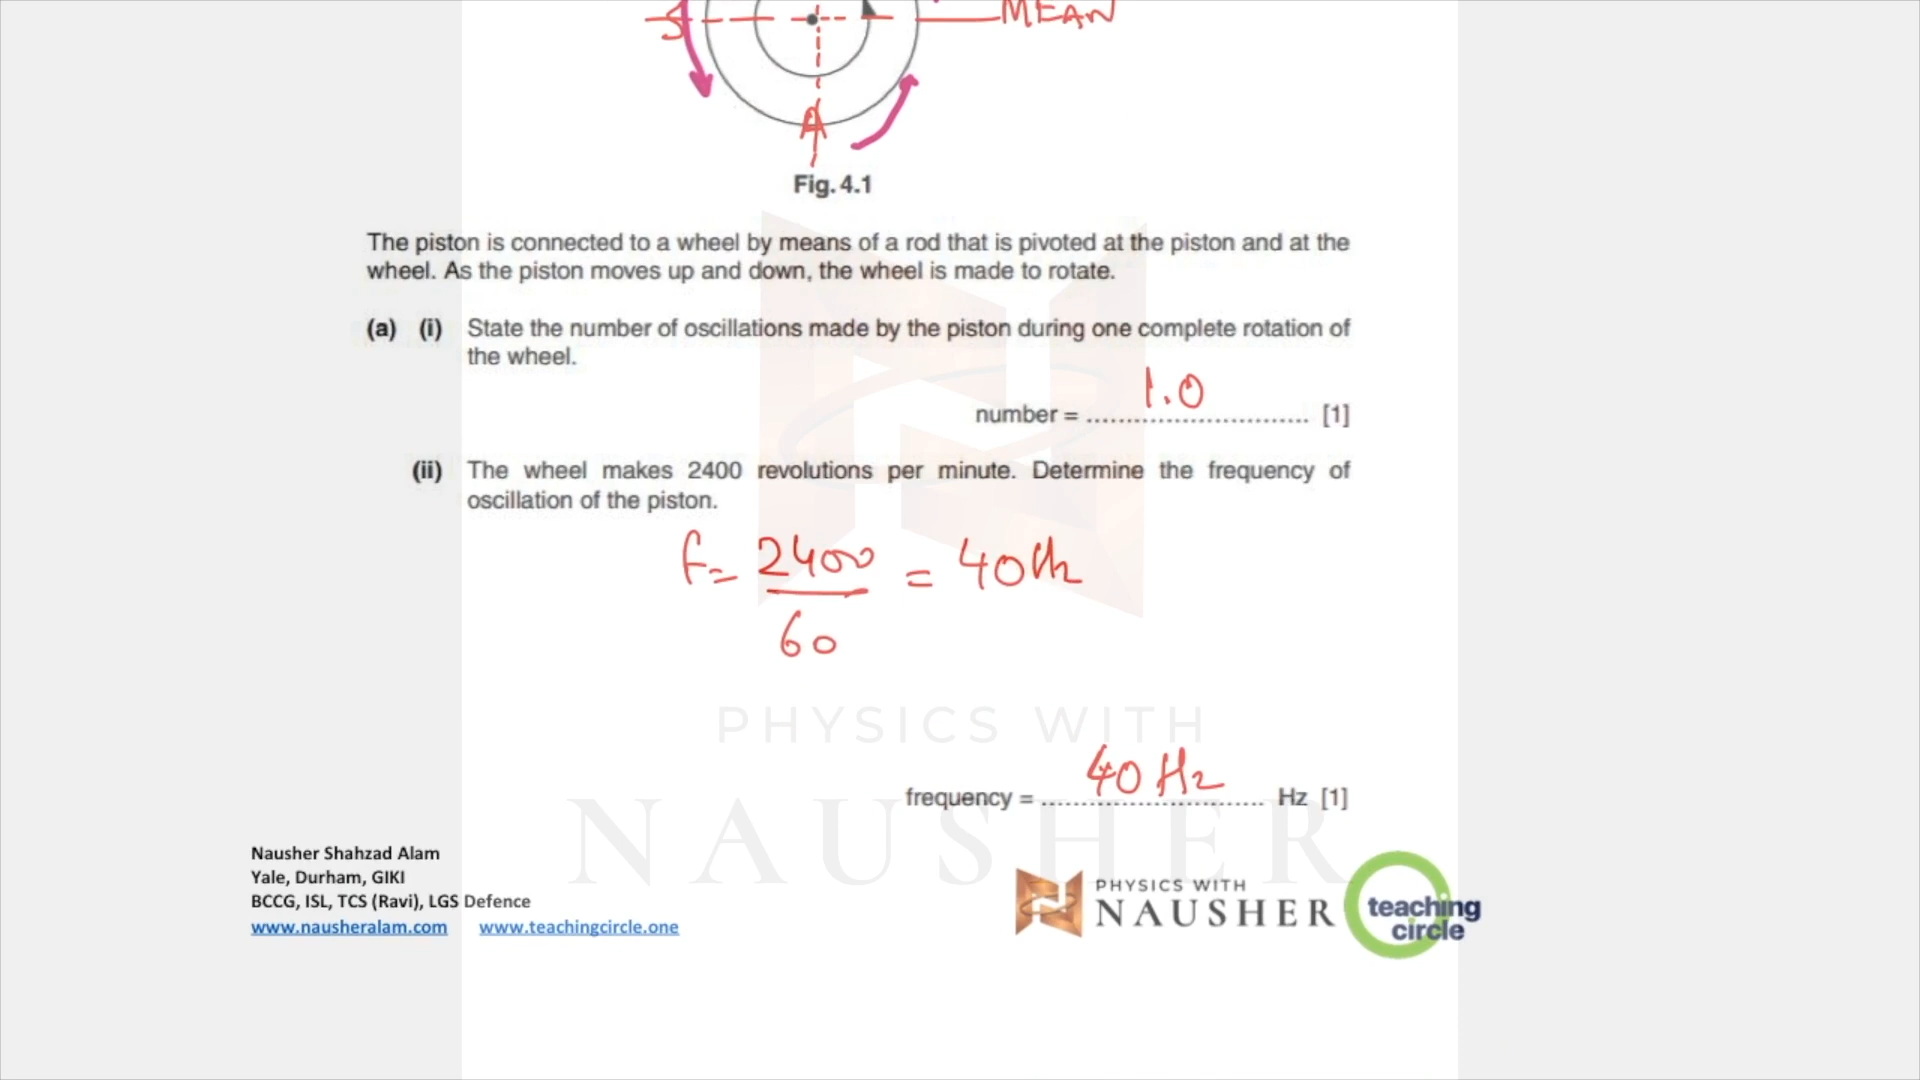 MEAN
A
Fig. 4.1
The piston is connected to a wheel by means of a rod that is pivoted at the piston and at the
wheel. As the piston moves up and down, the wheel is made to rotate.
(a) (i) State the number of oscillations made by the piston during one complete rotation of
the wheel.
1.0
number = ............................ [1]
(ii) The wheel makes 2400 revolutions per minute. Determine the frequency of
oscillation of the piston.
f = 2400 = 40Hz
60
PHYSICS WITH
40 Hz
frequency = ............................ Hz [1]
NAUSHER
Nausher Shahzad Alam
Yale, Durham, GIKI
BCCG, ISL, TCS (Ravi), LGS Defence
www.nausheralam.com www.teachingcircle.one
PHYSICS WITH
NAUSHER
teaching
circle